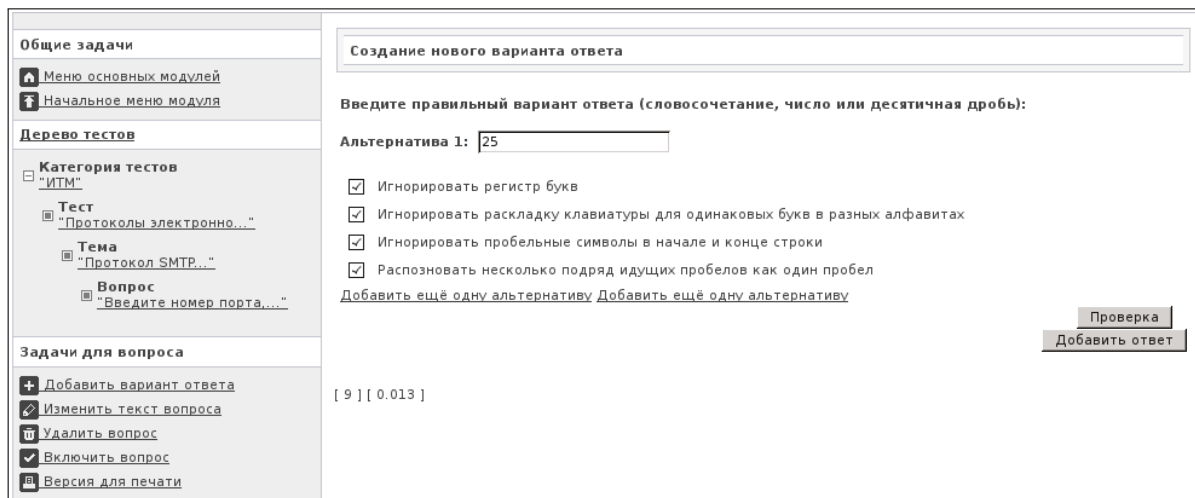 Общие задачи
Меню основных модулей
Начальное меню модуля
Дерево тестов
Категория тестов
"ИТМ"
Тест
"Протоколы электронно..."
Тема
"Протокол SMTP..."
Вопрос
"Введите номер порта,..."
Задачи для вопроса
Добавить вариант ответа
Изменить текст вопроса
Удалить вопрос
Включить вопрос
Версия для печати
Создание нового варианта ответа
Введите правильный вариант ответа (словосочетание, число или десятичная дробь):
Альтернатива 1: 25
Игнорировать регистр букв
Игнорировать раскладку клавиатуры для одинаковых букв в разных алфавитах
Игнорировать пробельные символы в начале и конце строки
Распозновать несколько подряд идущих пробелов как один пробел
Добавить ещё одну альтернативу Добавить ещё одну альтернативу
Проверка
Добавить ответ
[ 9 ] [ 0.013 ]